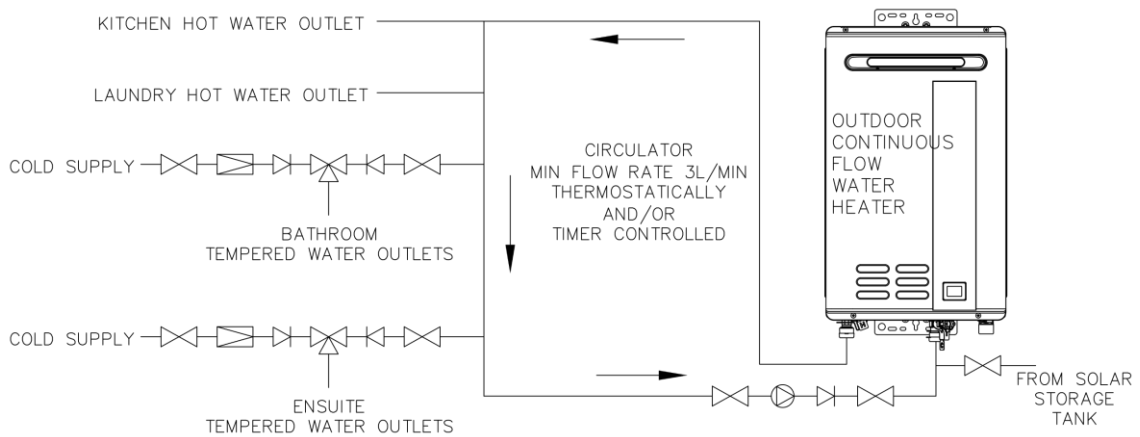 KITCHEN HOT WATER OUTLET
LAUNDRY HOT WATER OUTLET
COLD SUPPLY
BATHROOM
TEMPERED WATER OUTLETS
COLD SUPPLY
ENSUITE
TEMPERED WATER OUTLETS
CIRCULATOR
MIN FLOW RATE 3L/MIN
THERMOSTATICALLY
AND/OR
TIMER CONTROLLED
OUTDOOR
CONTINUOUS
FLOW
WATER
HEATER
FROM SOLAR
STORAGE
TANK